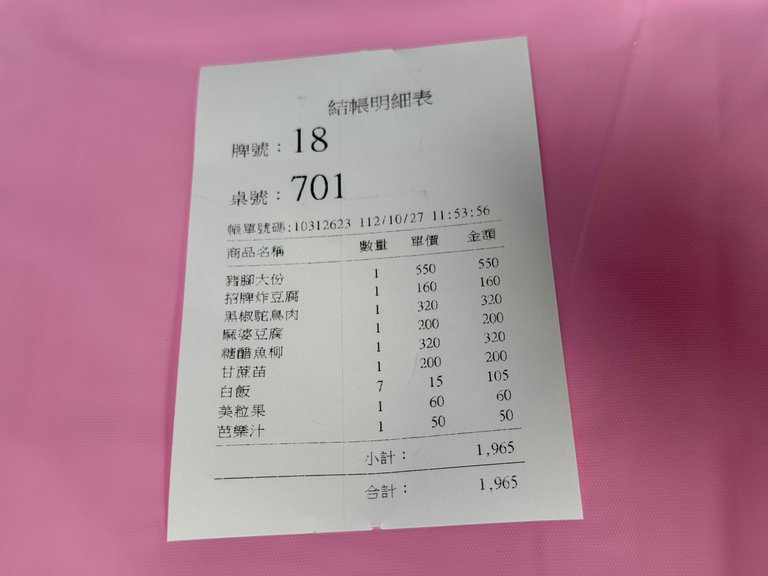 結帳明細表
牌號：18
桌號：701
帳單號碼:10312623 112/10/27 11:53:56
商品名稱 數量 單價 金額
豬腳大份 1 550 550
招牌炸豆腐 1 160 160
黑椒鴕鳥肉 1 320 320
麻婆豆腐 1 200 200
糖醋魚柳 1 320 320
甘蔗苗 1 200 200
白飯 7 15 105
美粒果 1 60 60
芭樂汁 1 50 50
小計： 1,965
合計： 1,965